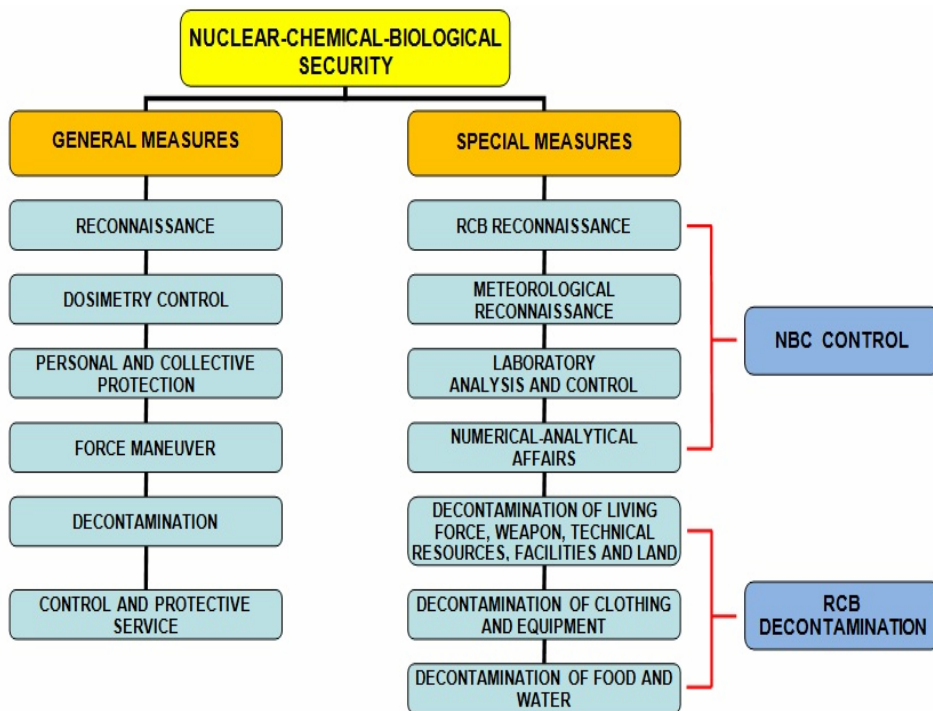 NUCLEAR-CHEMICAL-BIOLOGICAL
SECURITY
GENERAL MEASURES
RECONNAISSANCE
DOSIMETRY CONTROL
PERSONAL AND COLLECTIVE
PROTECTION
FORCE MANEUVER
DECONTAMINATION
CONTROL AND PROTECTIVE
SERVICE
SPECIAL MEASURES
RCB RECONNAISSANCE
METEOROLOGICAL
RECONNAISSANCE
LABORATORY
ANALYSIS AND CONTROL
NUMERICAL-ANALYTICAL
AFFAIRS
DECONTAMINATION OF LIVING
FORCE, WEAPON, TECHNICAL
RESOURCES, FACILITIES AND LAND
DECONTAMINATION OF CLOTHING
AND EQUIPMENT
DECONTAMINATION OF FOOD AND
WATER
NBC CONTROL
RCB
DECONTAMINATION